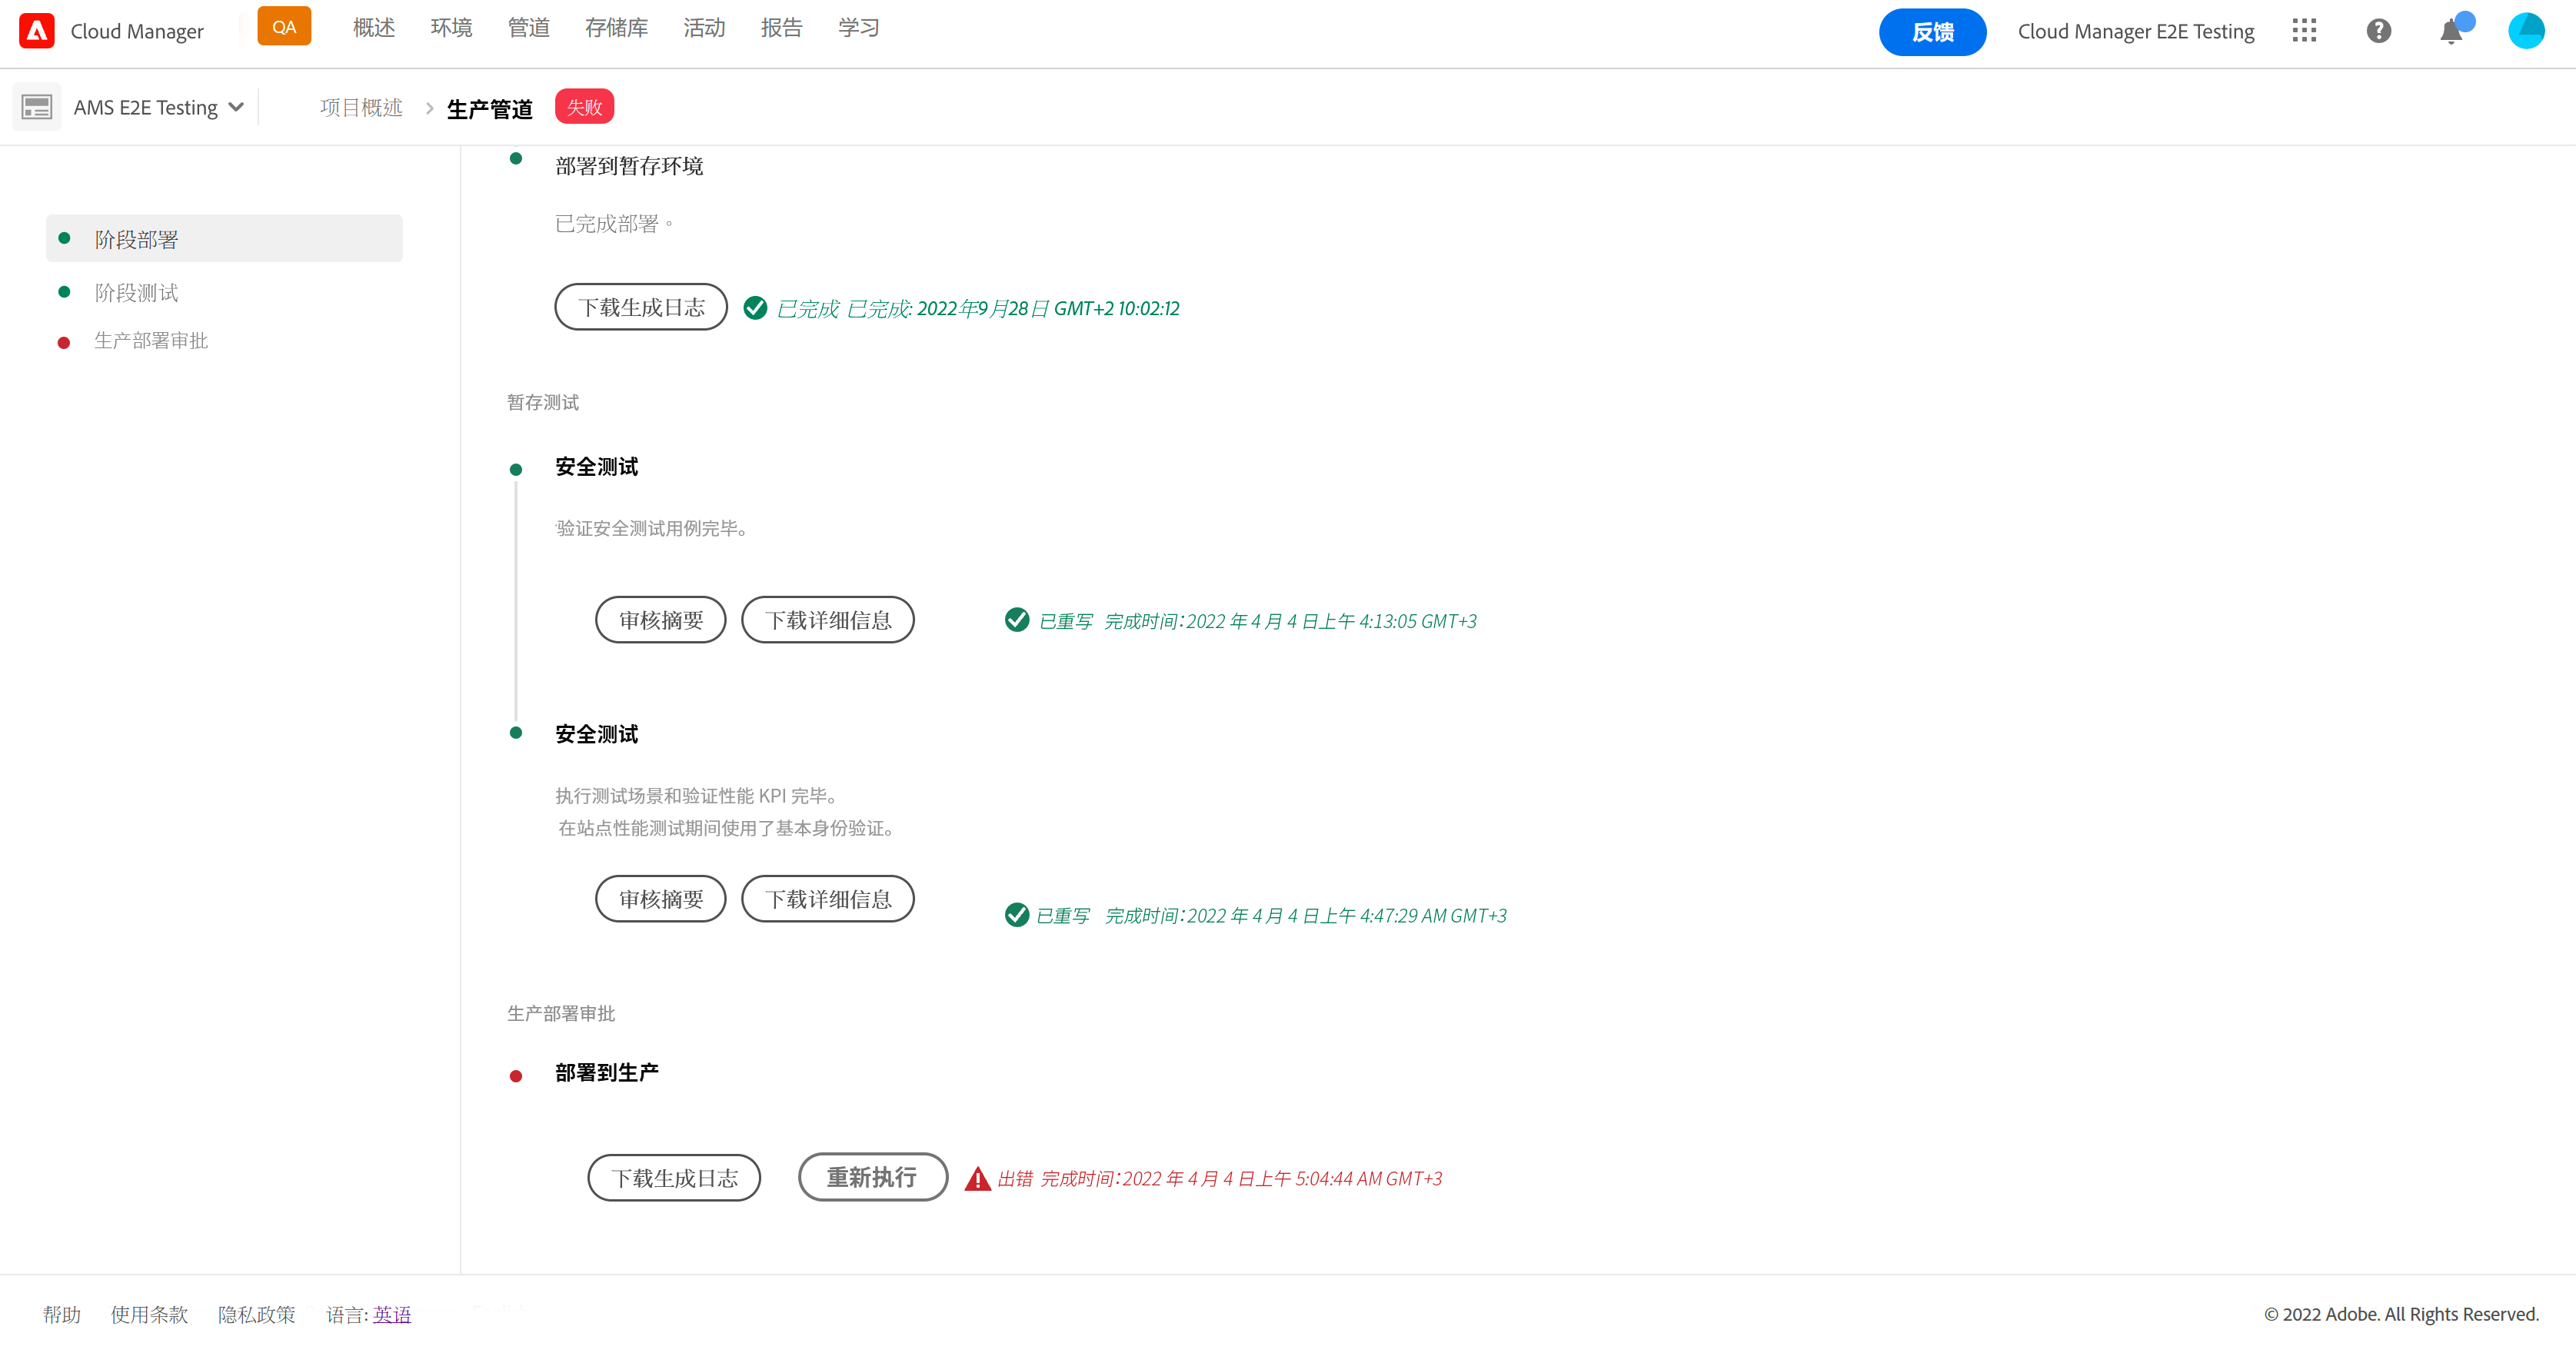 Cloud Manager QA 概述 环境 管道 存储库 活动 报告 学习 反馈 Cloud Manager E2E Testing
AMS E2E Testing 项目概述 生产管道 失败
部署到暂存环境
已完成部署。
阶段部署
阶段测试
生产部署审批
下载生成日志 已完成 已完成: 2022年9月28日 GMT+2 10:02:12
暂存测试
安全测试
验证安全测试用例完毕。
审核摘要 下载详细信息 已重写 完成时间：2022 年 4 月 4 日上午 4:13:05 GMT+3
安全测试
执行测试场景和验证性能 KPI 完毕。
在站点性能测试期间使用了基本身份验证。
审核摘要 下载详细信息 已重写 完成时间：2022 年 4 月 4 日上午 4:47:29 AM GMT+3
生产部署审批
部署到生产
下载生成日志 重新执行 出错 完成时间：2022 年 4 月 4 日上午 5:04:44 AM GMT+3
帮助 使用条款 隐私政策 语言: 英语 © 2022 Adobe. All Rights Reserved.